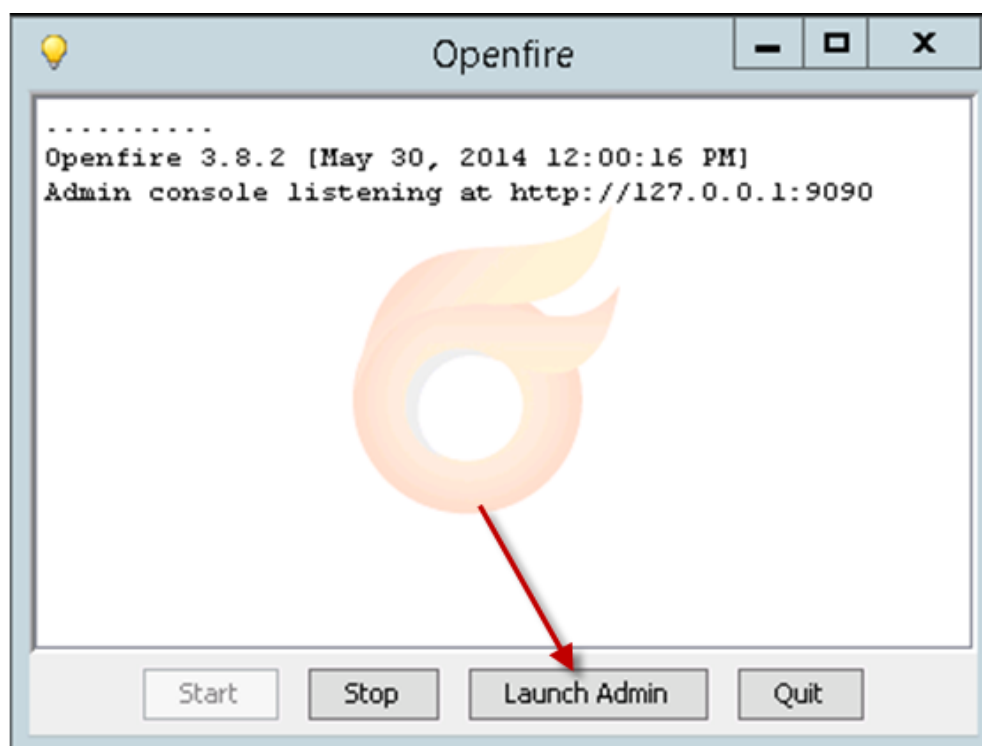 Openfire
..........
Openfire 3.8.2 [May 30, 2014 12:00:16 PM]
Admin console listening at http://127.0.0.1:9090
Start Stop Launch Admin Quit